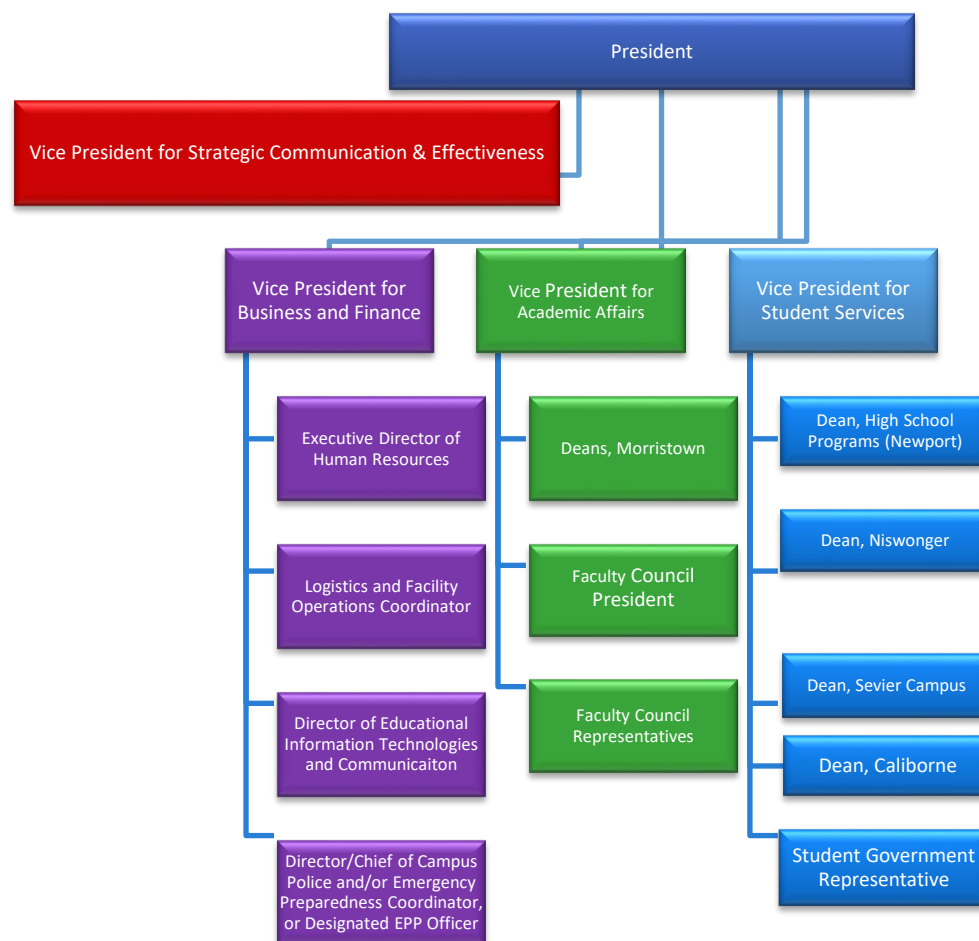 President
Vice President for Strategic Communication & Effectiveness
Vice President for
Business and Finance
Vice President for
Academic Affairs
Vice President for
Student Services
Executive Director of
Human Resources
Logistics and Facility
Operations Coordinator
Director of Educational
Information Technologies
and Communicaiton
Director/Chief of Campus
Police and/or Emergency
Preparedness Coordinator,
or Designated EPP Officer
Deans, Morristown
Faculty Council
President
Faculty Council
Representatives
Dean, High School
Programs (Newport)
Dean, Niswonger
Dean, Sevier Campus
Dean, Caliborne
Student Government
Representative